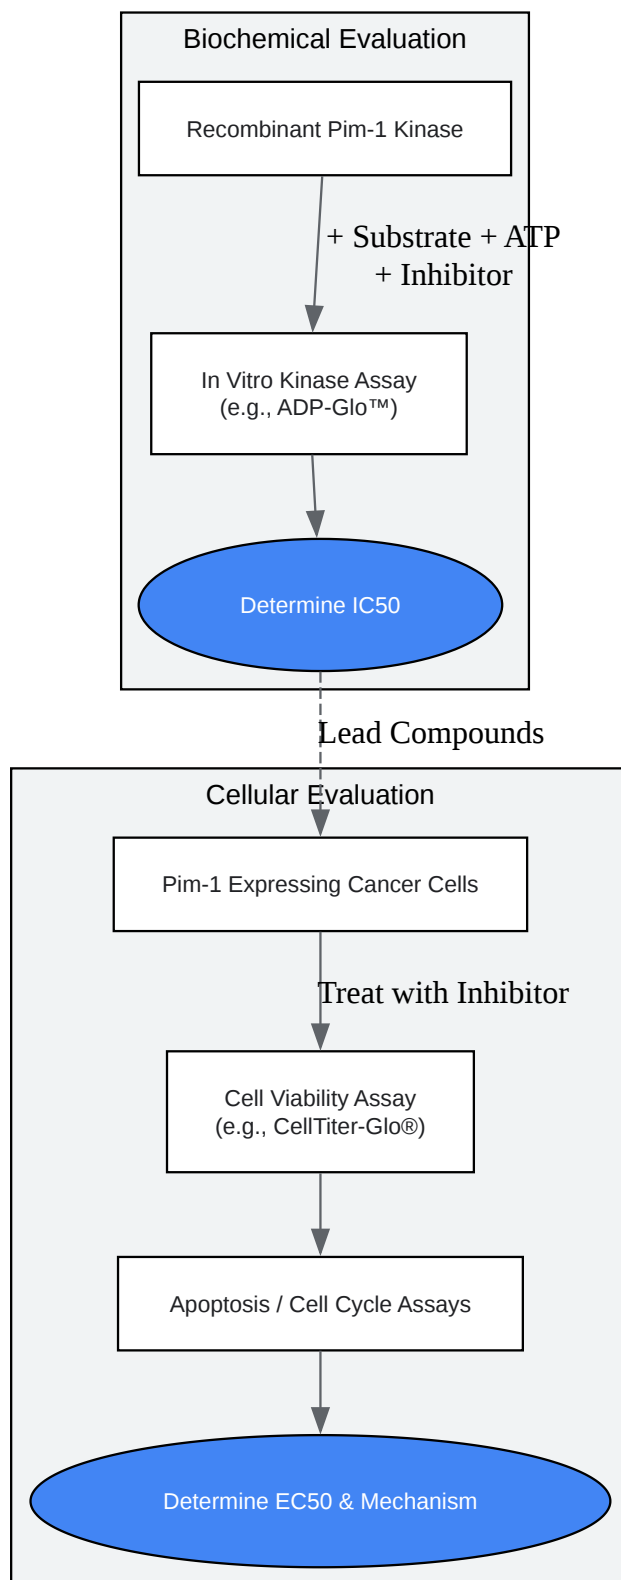 Biochemical Evaluation
Recombinant Pim-1 Kinase
+ Substrate + ATP
+ Inhibitor
In Vitro Kinase Assay
(e.g., ADP-Glo™)
Determine IC50
Lead Compounds
Cellular Evaluation
Pim-1 Expressing Cancer Cells
Treat with Inhibitor
Cell Viability Assay
(e.g., CellTiter-Glo®)
Apoptosis / Cell Cycle Assays
Determine EC50 & Mechanism